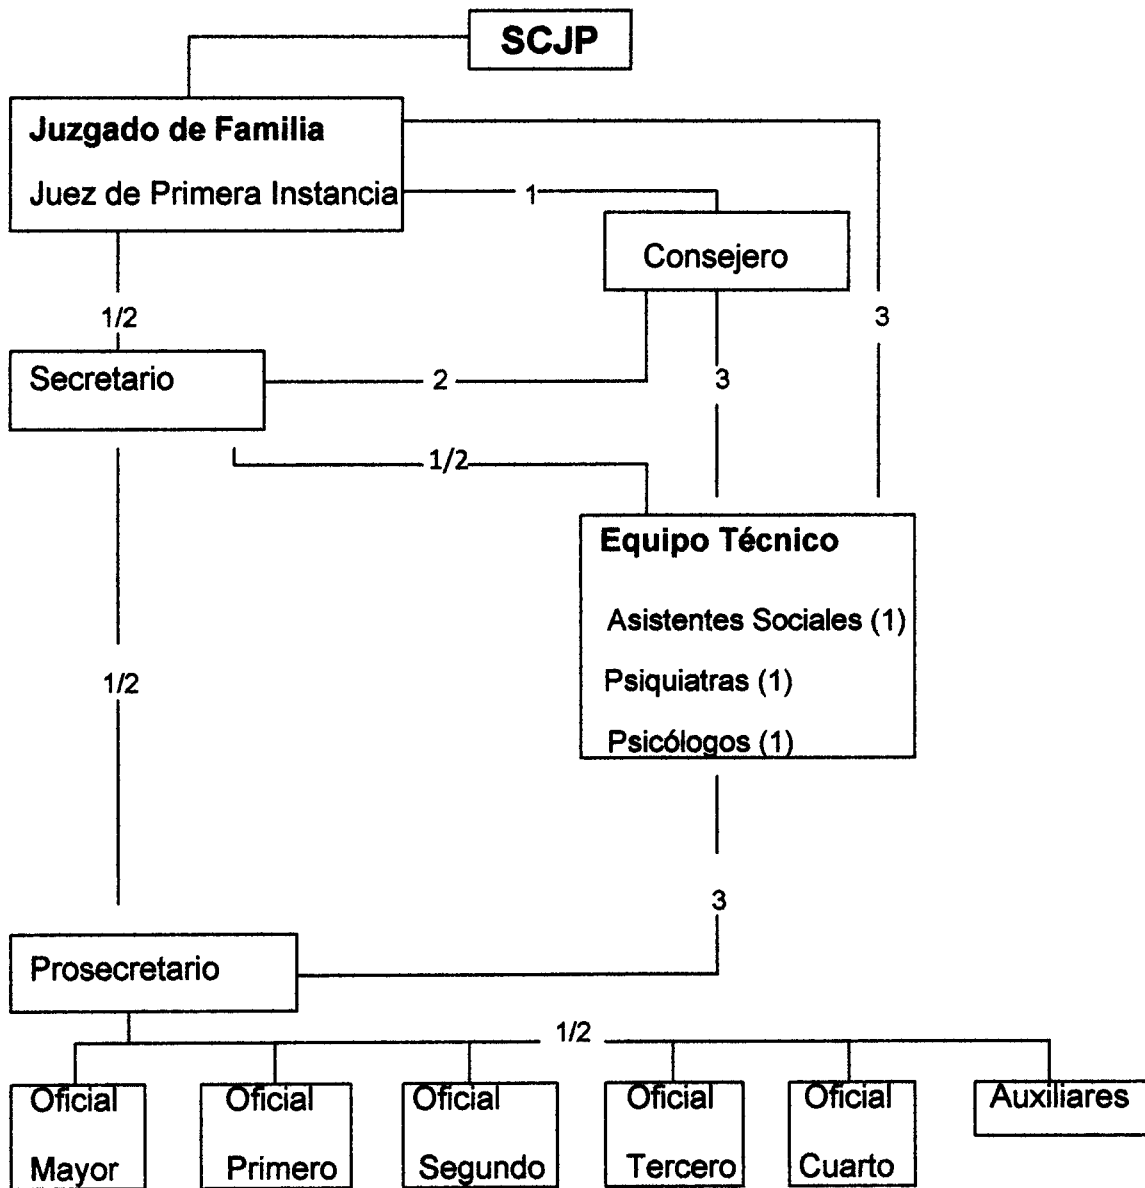 SCJP
Juzgado de Familia
Juez de Primera Instancia
1
Consejero
1/2
3
Secretario
2
3
1/2
Equipo Técnico
Asistentes Sociales (1)
Psiquiatras (1)
Psicólogos (1)
1/2
3
Prosecretario
1/2
Oficial
Mayor
Oficial
Primero
Oficial
Segundo
Oficial
Tercero
Oficial
Cuarto
Auxiliares